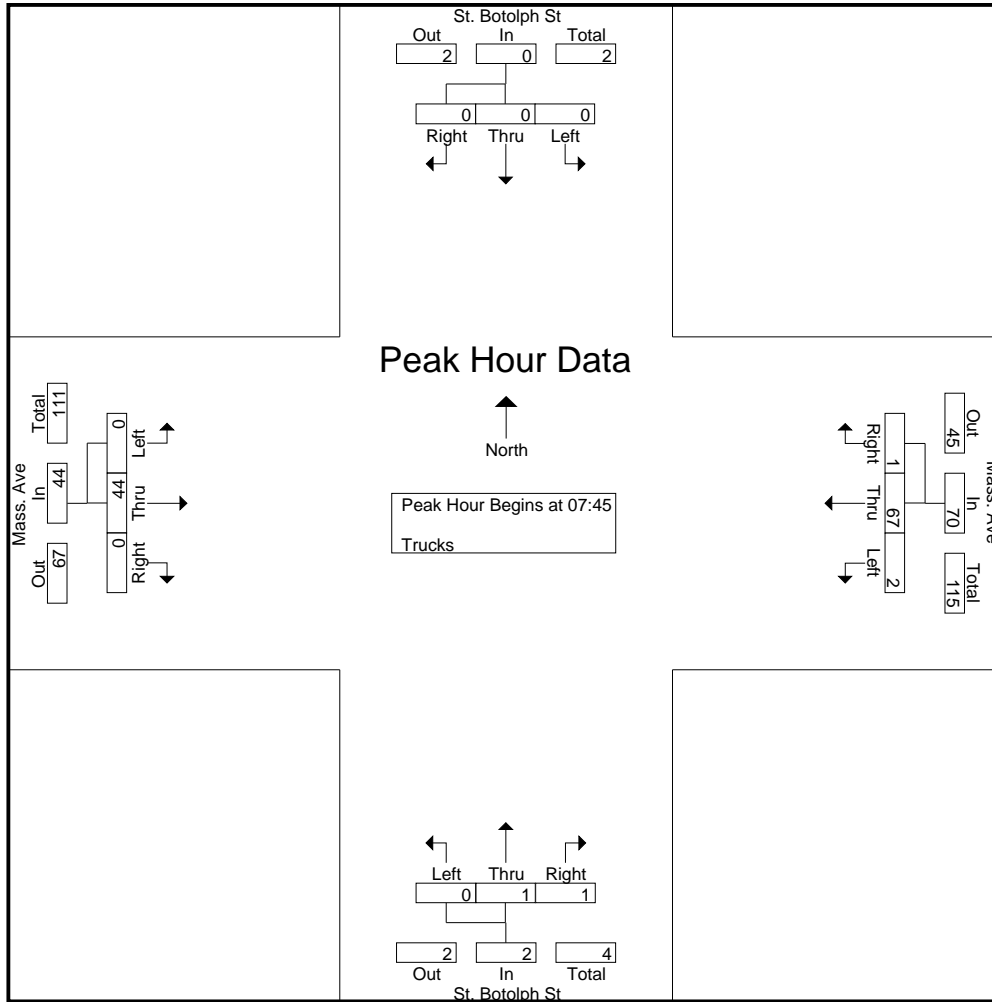 St. Botolph St
Out In Total
2 0 2
0 0 0
Right Thru Left
Peak Hour Data
North
Peak Hour Begins at 07:45
Trucks
Mass. Ave
Total In Out
111 44 67
0 44 0
Left Thru Right
Mass. Ave
Out In Total
45 70 115
1 67 2
Right Thru Left
Left Thru Right
0 1 1
2 2 4
Out In Total
St. Botolph St